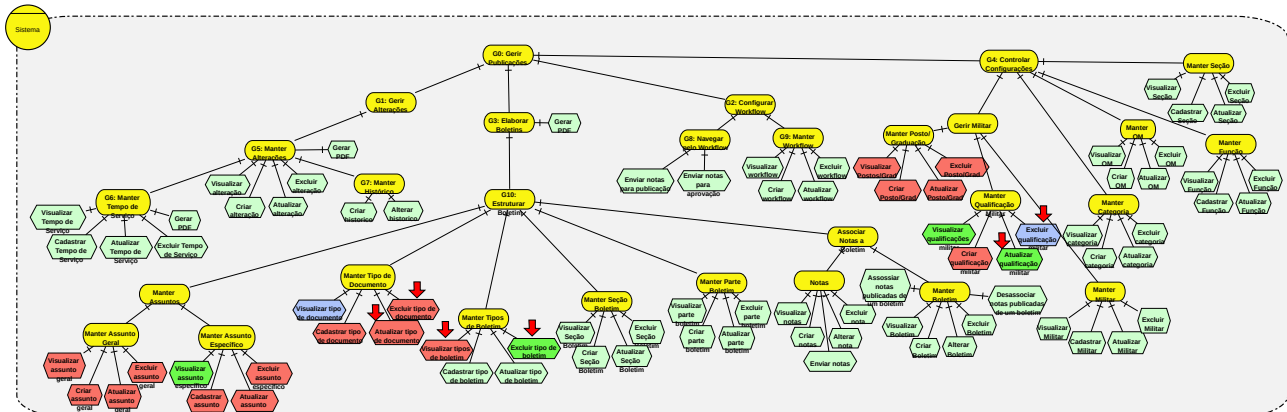 Sistema
G0: Gerir
Publicações
G4: Controlar
Configurações
Manter Seção
Visualizar
Seção
Excluir
Seção
Cadastrar
Seção
Atualizar
Seção
G1: Gerir
Alterações
G2: Configurar
Workflow
G3: Elaborar
Boletins
Gerar
PDF
G8: Navegar
pelo Workflow
G9: Manter
Workflow
Enviar notas
para publicação
Enviar notas
para
aprovação
Visualizar
workflow
Excluir
workflow
Criar
workflow
Atualizar
workflow
Manter Posto/
Graduação
Gerir Militar
Visualizar
Posto/Grad
Excluir
Posto/Grad
Criar
Posto/Grad
Atualizar
Posto/Grad
Manter
OM
Visualizar
OM
Excluir
OM
Criar
OM
Atualizar
OM
Manter
Função
Visualizar
Função
Excluir
Função
Cadastrar
Função
Atualizar
Função
G5: Manter
Alterações
Gerar
PDF
Visualizar
alteração
Excluir
alteração
Criar
alteração
Atualizar
alteração
G7: Manter
Histórico
Criar
historico
Alterar
historico
G6: Manter
Tempo de
Serviço
Visualizar
Tempo de
Serviço
Gerar
PDF
Cadastrar
Tempo de
Serviço
Atualizar
Tempo de
Serviço
Excluir Tempo
de Serviço
G10:
Estruturar
Boletim
Manter
Qualificação
Militar
Visualizar
qualificações
militar
Excluir
qualificação
militar
Criar
qualificação
militar
Atualizar
qualificação
militar
Manter
Categoria
Visualizar
categoria
Excluir
categoria
Criar
categoria
Atualizar
categoria
Associar
Notas a
Boletim
Manter
Assuntos
Manter Tipo de
Documento
Visualizar tipo
de documento
Excluir tipo de
documento
Cadastrar tipo
de documento
Atualizar tipo
de documento
Manter Tipos
de Boletim
Visualizar tipos
de boletim
Excluir tipo de
boletim
Cadastrar tipo
de boletim
Atualizar tipo
de boletim
Manter Seção
Boletim
Visualizar
Seção
Boletim
Excluir
Seção
Boletim
Criar
Seção
Boletim
Atualizar
Seção
Boletim
Manter Parte
Boletim
Visualizar
parte
boletim
Excluir
parte
boletim
Criar
parte
boletim
Atualizar
parte
boletim
Notas
Visualizar
notas
Excluir
nota
Criar
notas
Alterar
nota
Enviar notas
Assossiar
notas
publicadas de
um boletim
Manter
Boletim
Desassociar
notas publicadas
de um boletim
Visualizar
Boletim
Excluir
Boletim
Criar
Boletim
Alterar
Boletim
Manter
Militar
Visualizar
Militar
Excluir
Militar
Cadastrar
Militar
Atualizar
Militar
Manter Assunto
Geral
Visualizar
assunto
geral
Excluir
assunto
geral
Criar
assunto
geral
Atualizar
assunto
geral
Manter Assunto
Específico
Visualizar
assunto
específico
Excluir
assunto
específico
Cadastrar
assunto
Atualizar
assunto